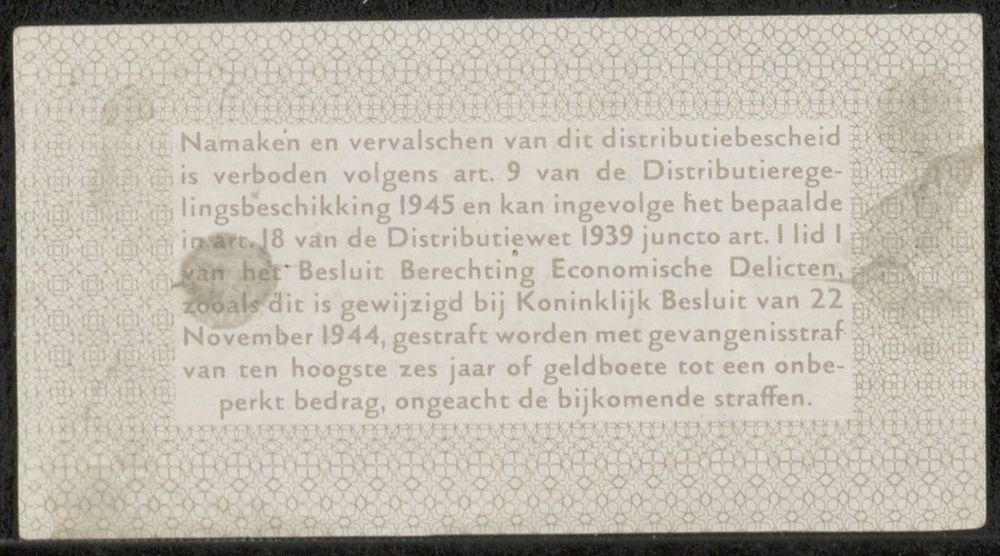 Namaken en vervalschen van dit distributiebescheid
is verboden volgens art. 9 van de Distributierege-
lingsbeschikking 1945 en kan ingevolge het bepaalde
in art. 18 van de Distributiewet 1939 juncto art. 1 lid 1
van het Besluit Berechting Economische Delicten,
zooals dit is gewijzigd bij Koninklijk Besluit van 22
November 1944, gestraft worden met gevangenisstraf
van ten hoogste zes jaar of geldboete tot een onbe-
perkt bedrag, ongeacht de bijkomende straffen.